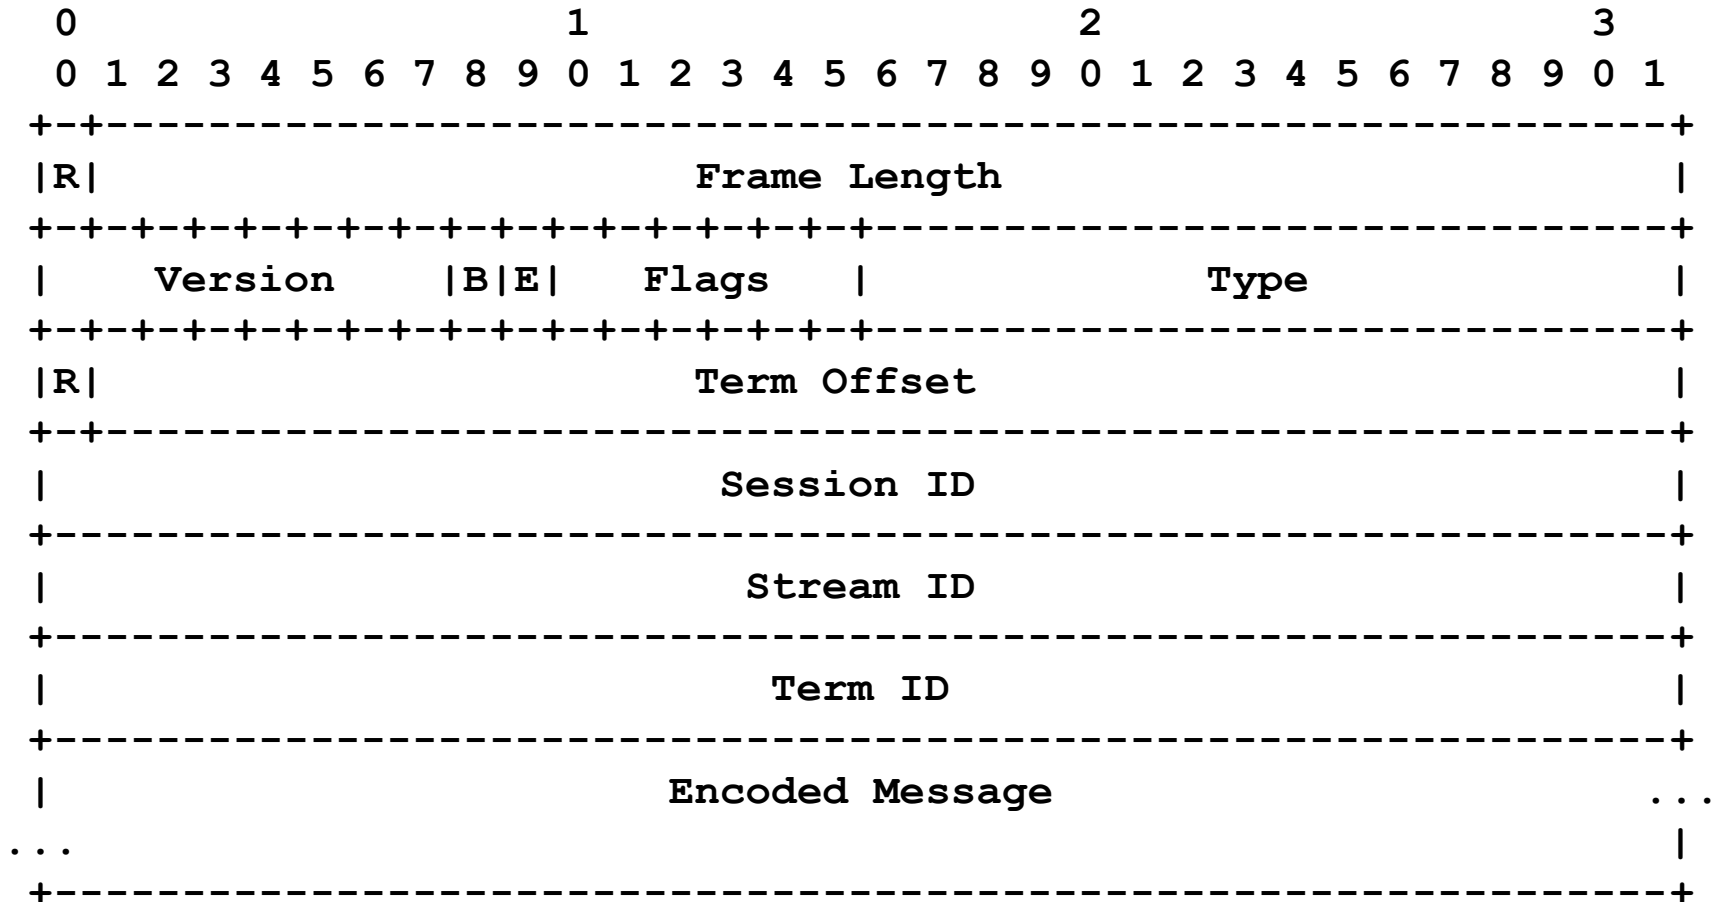 0                   1                   2                   3
  0 1 2 3 4 5 6 7 8 9 0 1 2 3 4 5 6 7 8 9 0 1 2 3 4 5 6 7 8 9 0 1
 +-+-------------------------------------------------------------+
 |R|                       Frame Length                          |
 +-+-+-+-+-+-+-+-+-+-+-+-+-+-+-+-+-------------------------------+
 |    Version    |B|E|   Flags   |             Type              |
 +-+-+-+-+-+-+-+-+-+-+-+-+-+-+-+-+-------------------------------+
 |R|                       Term Offset                           |
 +-+-------------------------------------------------------------+
 |                          Session ID                           |
 +---------------------------------------------------------------+
 |                           Stream ID                           |
 +---------------------------------------------------------------+
 |                            Term ID                            |
 +---------------------------------------------------------------+
 |                        Encoded Message                       ...
...                                                              |
 +---------------------------------------------------------------+